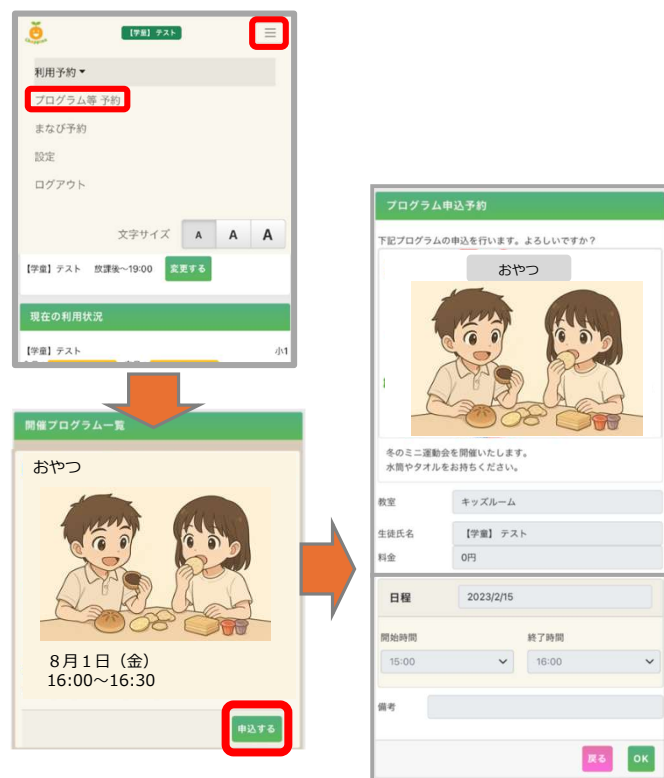 【学童】テスト
利用予約
プログラム等 予約
まなび予約
設定
ログアウト
文字サイズ A A A
【学童】テスト 放課後～19:00 変更する
現在の利用状況
【学童】テスト 小1
開催プログラム一覧
おやつ
8月1日（金）
16:00～16:30
申込する
プログラム申込予約
下記プログラムの申込を行います。よろしいですか？
おやつ
冬のミニ運動会を開催いたします。
水筒やタオルをお持ちください。
教室 キッズルーム
生徒氏名 【学童】 テスト
料金 0円
日程 2023/2/15
開始時間 終了時間
15:00 16:00
備考
戻る OK